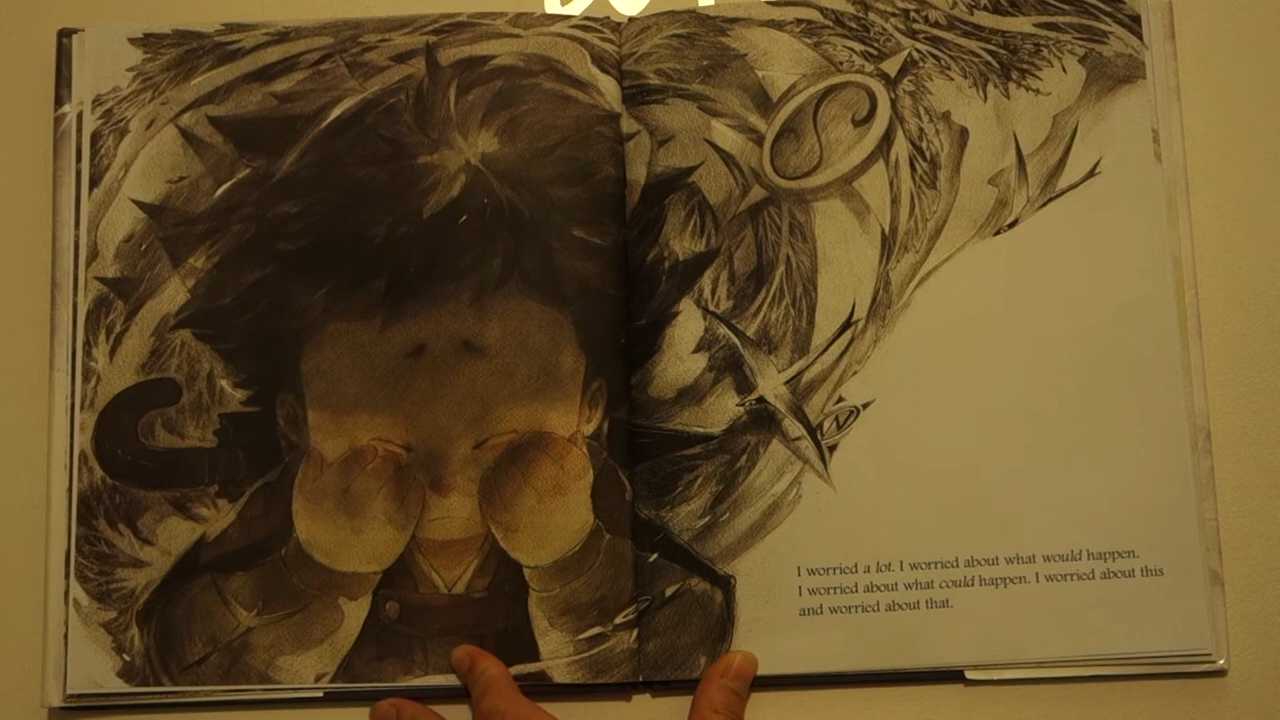 I worried a lot. I worried about what would happen.
I worried about what could happen. I worried about this
and worried about that.